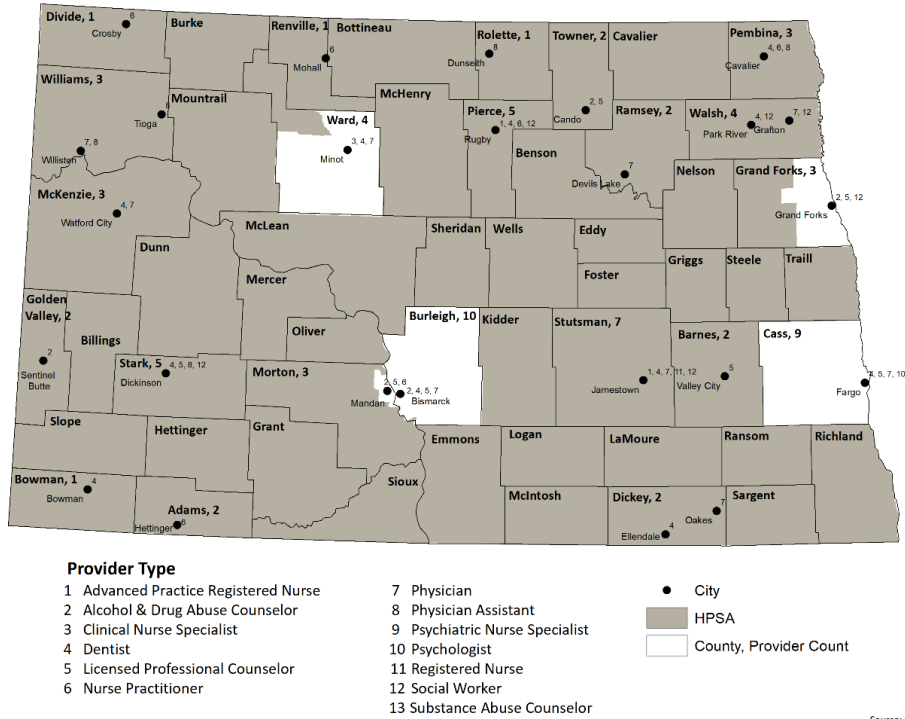 Divide, 1
6
Crosby
Burke
Renville, 1
6
Mohall
Bottineau
Rolette, 1
8
Dunseith
Towner, 2
Cavalier
Pembina, 3
4, 6, 8
Cavalier
Williams, 3
Tioga
7, 8
Williston
Mountrail
Ward, 4
3, 4, 7
Minot
McHenry
Pierce, 5
1, 4, 6, 12
Rugby
2, 5
Cando
Ramsey, 2
7
Devils Lake
Walsh, 4
4, 12
Park River
7, 12
Grafton
Benson
Nelson
Grand Forks, 3
2, 5, 12
Grand Forks
McKenzie, 3
4, 7
Watford City
Dunn
McLean
Mercer
Oliver
Sheridan
Wells
Eddy
Foster
Griggs
Steele
Traill
Golden
Valley, 2
2
Sentinel
Butte
Billings
Stark, 5
4, 5, 8, 12
Dickinson
Morton, 3
2, 5, 6
Mandan
Burleigh, 10
2, 4, 5, 7
Bismarck
Kidder
Stutsman, 7
1, 4, 7, 11, 12
Jamestown
Barnes, 2
5
Valley City
Cass, 9
4, 5, 7, 10
Fargo
Slope
Hettinger
Grant
Sioux
Emmons
Logan
LaMoure
Ransom
Richland
Bowman, 1
4
Bowman
Adams, 2
6
Hettinger
McIntosh
Dickey, 2
7
Oakes
4
Ellendale
Sargent
Provider Type
1 Advanced Practice Registered Nurse
2 Alcohol & Drug Abuse Counselor
3 Clinical Nurse Specialist
4 Dentist
5 Licensed Professional Counselor
6 Nurse Practitioner
7 Physician
8 Physician Assistant
9 Psychiatric Nurse Specialist
10 Psychologist
11 Registered Nurse
12 Social Worker
13 Substance Abuse Counselor
City
HPSA
County, Provider Count